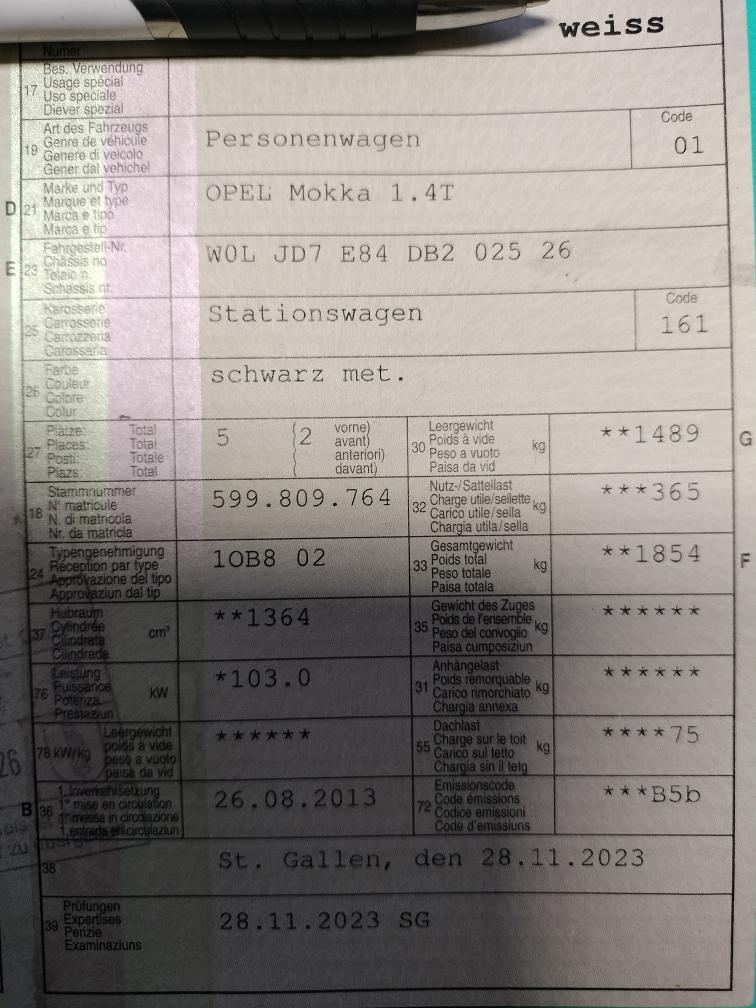 weiss
Numer
17 Bes. Verwendung
Usage spécial
Uso speciale
Diever spezial
19 Art des Fahrzeugs
Genre de véhicule
Genere di veicolo
Gener dal vehichel
Personenwagen
Code
01
D 21 Marke und Typ
Marque et type
Marca e tipo
Marca e tip
OPEL Mokka 1.4T
E 23 Fahrgestell-Nr.
Châssis no
Telaio n.
Schassis nr.
W0L JD7 E84 DB2 025 26
25 Karosserie
Carrosserie
Carrozzeria
Carossaria
Stationswagen
Code
161
26 Farbe
Couleur
Colore
Colur
schwarz met.
27 Plätze: Total
Places: Total
Posti: Totale
Plazs: Total
5 (2 vorne)
avant)
anteriori)
davant)
30 Leergewicht
Poids à vide
Peso a vuoto
Paisa da vid
kg
**1489
G
18 Stammnummer
N° matricule
N. di matricola
Nr. da matricla
599.809.764
32 Nutz-/Sattellast
Charge utile/sellette
Carico utile/sella
Chargia utila/sella
kg
***365
24 Typengenehmigung
Réception par type
Approvazione del tipo
Approvaziun dal tip
1OB8 02
33 Gesamtgewicht
Poids total
Peso totale
Paisa totala
kg
**1854
F
37 Hubraum
Cylindrée
Cilindrata
Cilindrada
cm³
**1364
35 Gewicht des Zuges
Poids de l'ensemble
Peso del convoglio
Paisa cumposiziun
kg
******
76 Leistung
Puissance
Potenza
Prestaziun
kW
*103.0
31 Anhängelast
Poids remorquable
Carico rimorchiato
Chargia annexa
kg
******
78 kW/kg Leergewicht
poids à vide
peso a vuoto
paisa da vid
******
55 Dachlast
Charge sur le toit
Carico sul tetto
Chargia sin il tetg
kg
****75
26
B 36 1. Inverkehrsetzung
1re mise en circulation
1a messa in circolazione
1. entrada en circulaziun
26.08.2013
72 Emissionscode
Code émissions
Codice emissioni
Code d'emissiuns
***B5b
38 St. Gallen, den 28.11.2023
39 Prüfungen
Expertises
Perizie
Examinaziuns
28.11.2023 SG